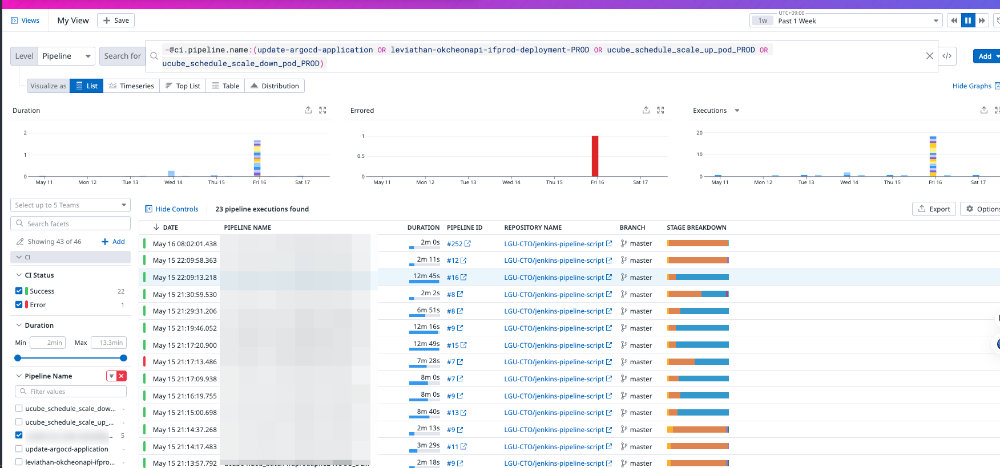 Views
My View
Save
UTC+09:00
1w
Past 1 Week
Level
Pipeline
Search for
-@ci.pipeline.name:(update-argocd-application OR leviathan-okcheonapi-ifprod-deployment-PROD OR ucube_schedule_scale_up_pod_PROD OR
ucube_schedule_scale_down_pod_PROD)
</>
Add
Visualize as
List
Timeseries
Top List
Table
Distribution
Hide Graphs
Duration
2
1
0
May 11 Mon 12 Tue 13 Wed 14 Thu 15 Fri 16 Sat 17
Errored
1
0.5
0
May 11 Mon 12 Tue 13 Wed 14 Thu 15 Fri 16 Sat 17
Executions
20
10
0
May 11 Mon 12 Tue 13 Wed 14 Thu 15 Fri 16 Sat 17
Select up to 5 Teams
Search facets
Showing 43 of 46
Add
CI
CI Status
Success 22
Error 1
Duration
Min 2min Max 13.3min
Pipeline Name
Filter values
ucube_schedule_scale_dow... -
ucube_schedule_scale_up_... -
... 5
update-argocd-application -
leviathan-okcheonapi-ifpro... -
Hide Controls
23 pipeline executions found
Export
Options
DATE PIPELINE NAME DURATION PIPELINE ID REPOSITORY NAME BRANCH STAGE BREAKDOWN
May 16 08:02:01.438 2m 0s #252 LGU-CTO/jenkins-pipeline-script master
May 15 22:09:58.363 2m 11s #12 LGU-CTO/jenkins-pipeline-script master
May 15 22:09:13.218 12m 45s #16 LGU-CTO/jenkins-pipeline-script master
May 15 21:30:59.530 2m 2s #8 LGU-CTO/jenkins-pipeline-script master
May 15 21:29:31.206 6m 51s #8 LGU-CTO/jenkins-pipeline-script master
May 15 21:19:46.052 12m 16s #9 LGU-CTO/jenkins-pipeline-script master
May 15 21:17:20.900 12m 49s #15 LGU-CTO/jenkins-pipeline-script master
May 15 21:17:13.486 7m 28s #7 LGU-CTO/jenkins-pipeline-script master
May 15 21:17:09.938 8m 0s #7 LGU-CTO/jenkins-pipeline-script master
May 15 21:16:19.755 8m 0s #9 LGU-CTO/jenkins-pipeline-script master
May 15 21:15:00.698 8m 40s #13 LGU-CTO/jenkins-pipeline-script master
May 15 21:14:37.268 2m 13s #9 LGU-CTO/jenkins-pipeline-script master
May 15 21:14:17.483 3m 29s #11 LGU-CTO/jenkins-pipeline-script master
May 15 21:13:57.792 2m 18s #9 LGU-CTO/jenkins-pipeline-script master